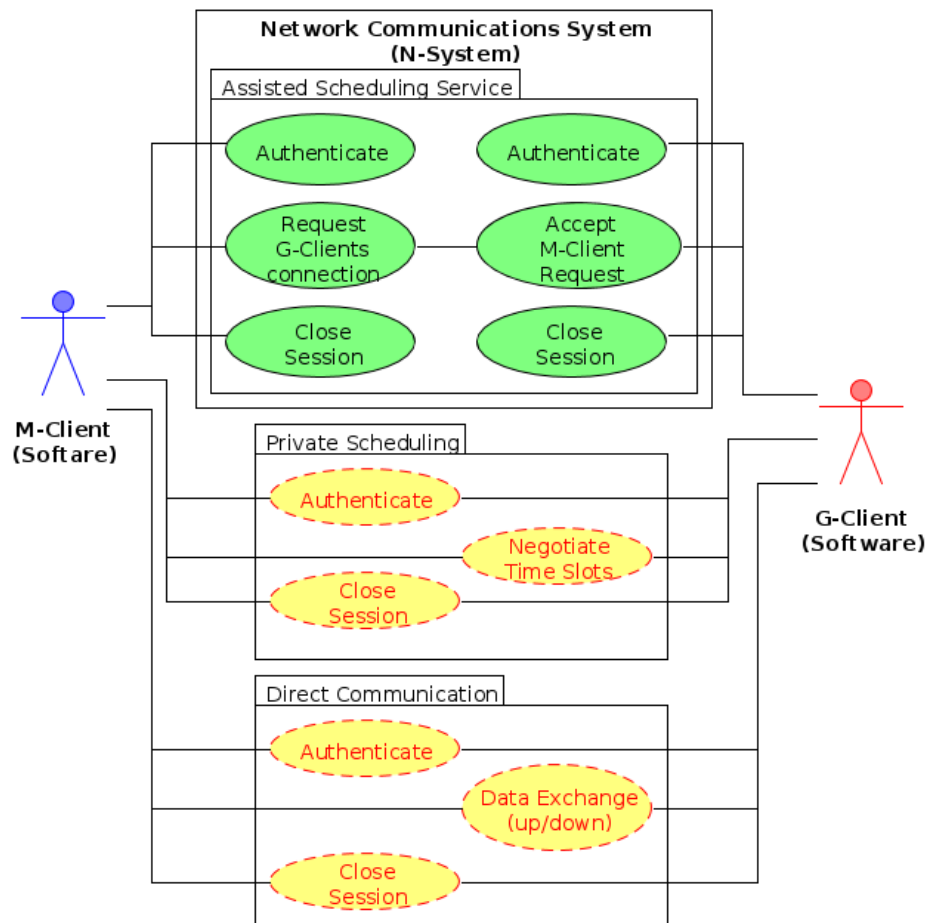 Network Communications System
(N-System)
Assisted Scheduling Service
Authenticate
Authenticate
Request
G-Clients
connection
Accept
M-Client
Request
Close
Session
Close
Session
M-Client
(Softare)
G-Client
(Software)
Private Scheduling
Authenticate
Negotiate
Time Slots
Close
Session
Direct Communication
Authenticate
Data Exchange
(up/down)
Close
Session